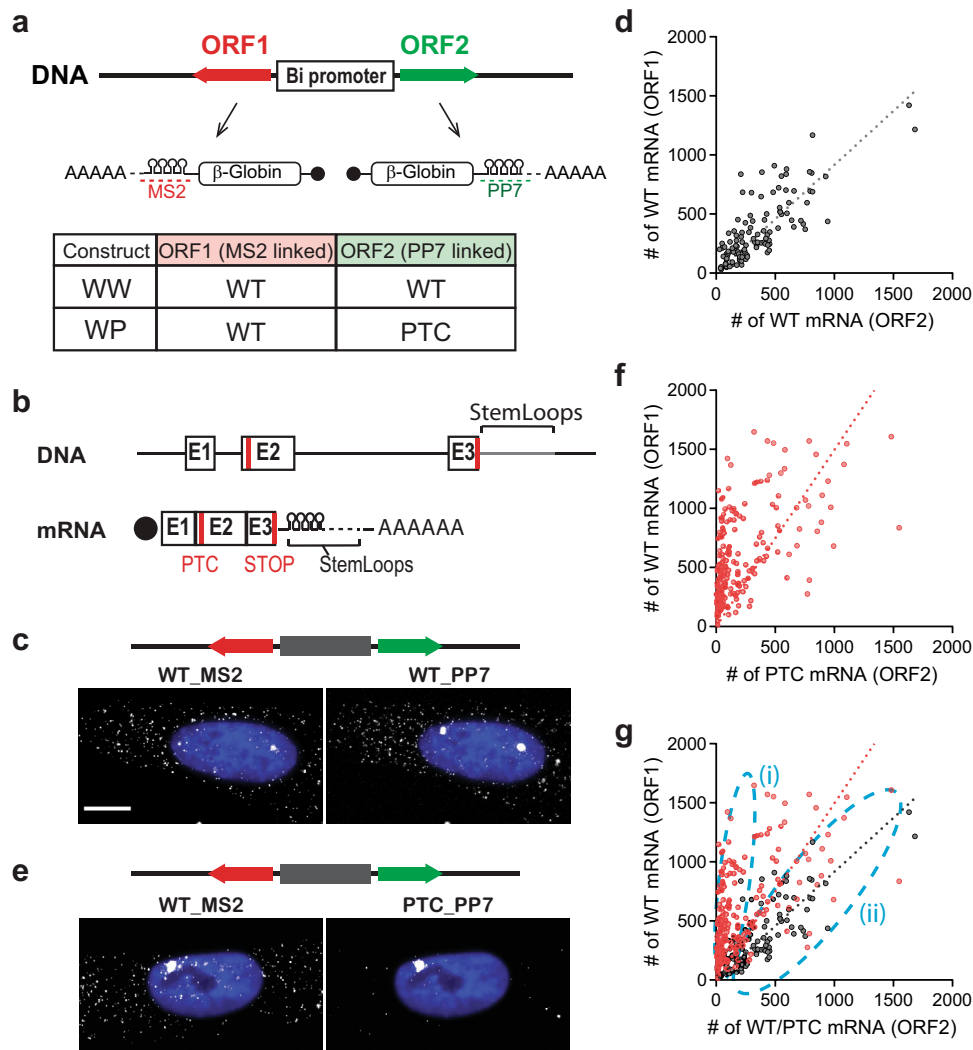 a
ORF1
ORF2
DNA
Bi promoter
AAAAA
MS2
β-Globin
β-Globin
PP7
AAAAA
Construct ORF1 (MS2 linked) ORF2 (PP7 linked)
WW WT WT
WP WT PTC
b
StemLoops
DNA
E1
E2
E3
mRNA
E1
E2
E3
AAAAAA
PTC
STOP
StemLoops
c
WT_MS2
WT_PP7
e
WT_MS2
PTC_PP7
d
# of WT mRNA (ORF1)
2000
1500
1000
500
0
0 500 1000 1500 2000
# of WT mRNA (ORF2)
f
# of WT mRNA (ORF1)
2000
1500
1000
500
0
0 500 1000 1500 2000
# of PTC mRNA (ORF2)
g
# of WT mRNA (ORF1)
2000
1500
1000
500
0
(i)
(ii)
0 500 1000 1500 2000
# of WT/PTC mRNA (ORF2)